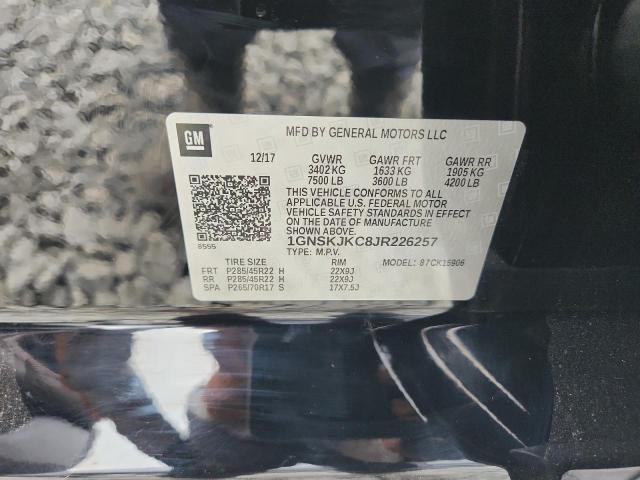 GM
MFD BY GENERAL MOTORS LLC
12/17 GVWR GAWR FRT GAWR RR
3402 KG 1633 KG 1905 KG
7500 LB 3600 LB 4200 LB
THIS VEHICLE CONFORMS TO ALL
APPLICABLE U.S. FEDERAL MOTOR
VEHICLE SAFETY STANDARDS IN EFFECT
ON THE DATE OF MANUFACTURE
SHOWN ABOVE.
8555
1GNSKJKC8JR226257
TYPE: M.P.V. MODEL: 87CK15906
TIRE SIZE RIM
FRT P285/45R22 H 22X9J
RR P285/45R22 H 22X9J
SPA P265/70R17 S 17X7.5J